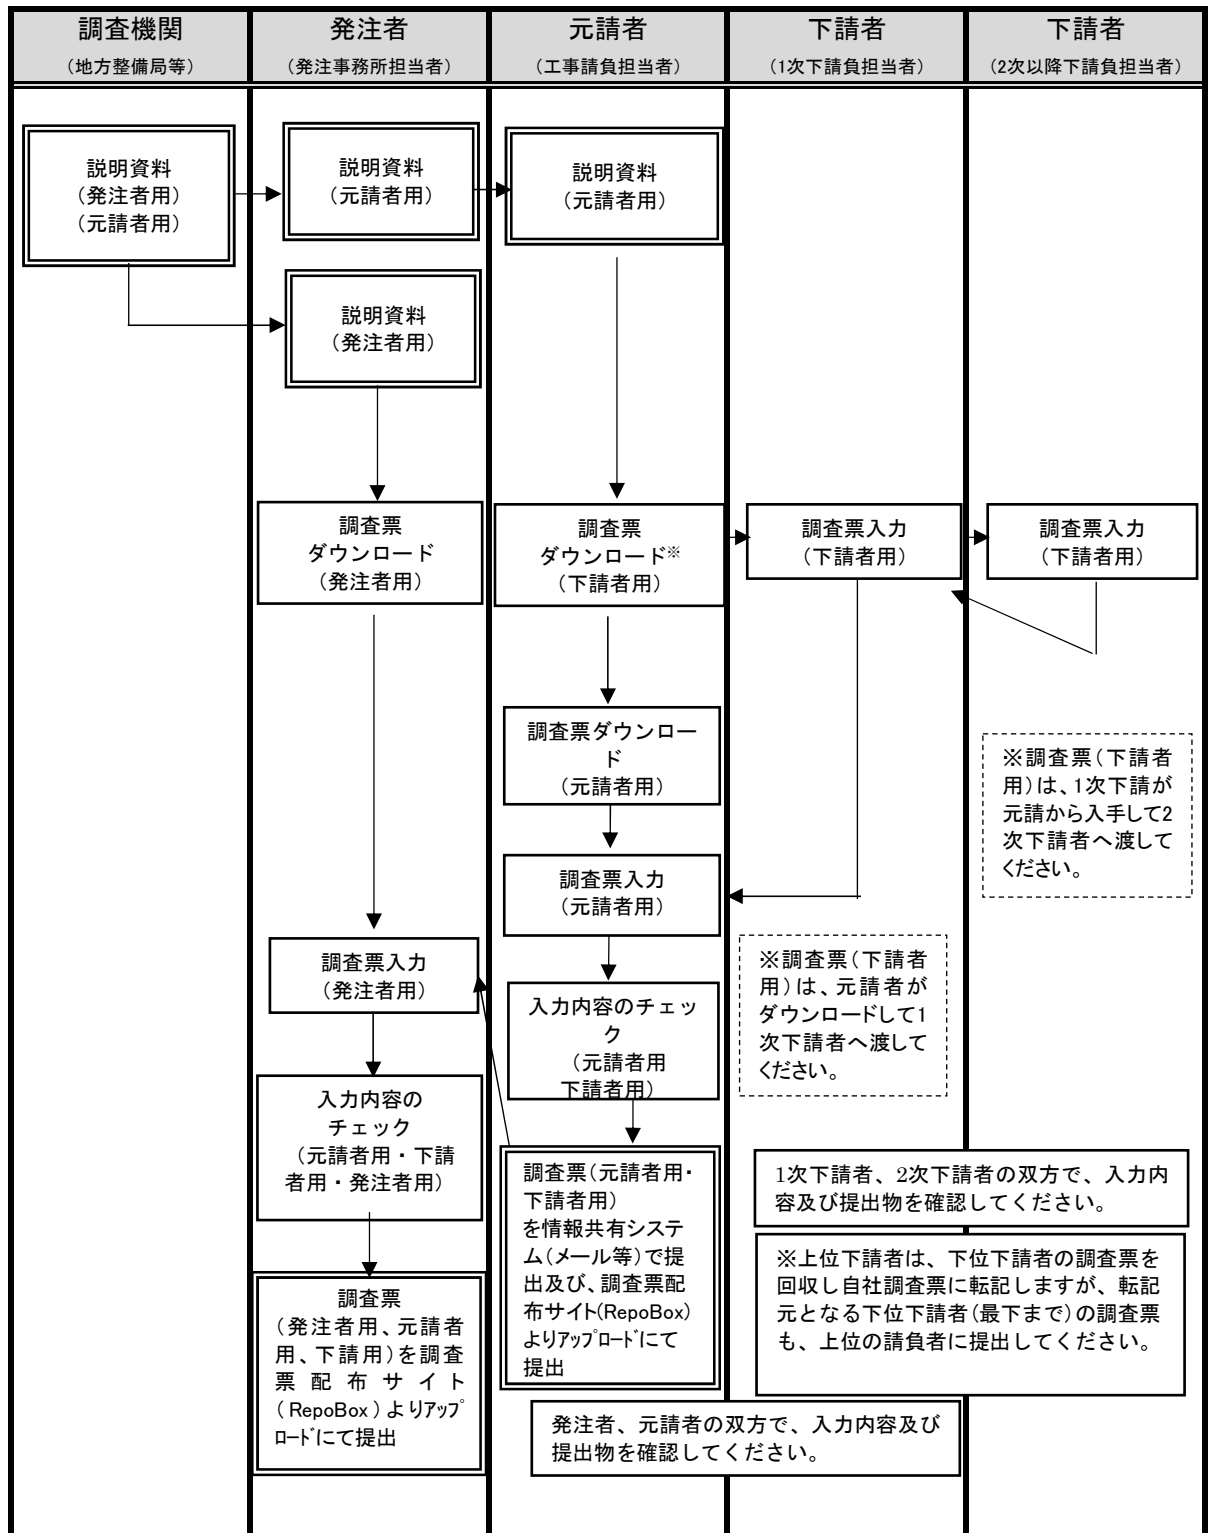 調査機関
（地方整備局等）
発注者
（発注事務所担当者）
元請者
（工事請負担当者）
下請者
（1次下請負担当者）
下請者
（2次以降下請負担当者）
説明資料
（発注者用）
（元請者用）
説明資料
（元請者用）
説明資料
（元請者用）
説明資料
（発注者用）
調査票
ダウンロード
（発注者用）
調査票
ダウンロード※
（下請者用）
調査票入力
（下請者用）
調査票入力
（下請者用）
調査票ダウンロー
ド
（元請者用）
※調査票（下請者
用）は、1次下請が
元請から入手して2
次下請者へ渡して
ください。
調査票入力
（元請者用）
調査票入力
（発注者用）
※調査票（下請者
用）は、元請者が
ダウンロードして1
次下請者へ渡して
ください。
入力内容のチェッ
ク
（元請者用
下請者用）
入力内容の
チェック
（元請者用・下請
者用・発注者用）
調査票（元請者用・
下請者用）
を情報共有システ
ム（メール等）で提
出及び、調査票配
布サイト(RepoBox)
よりアップロードにて
提出
1次下請者、2次下請者の双方で、入力内
容及び提出物を確認してください。
※上位下請者は、下位下請者の調査票を
回収し自社調査票に転記しますが、転記
元となる下位下請者（最下まで）の調査票
も、上位の請負者に提出してください。
調査票
（発注者用、元請者
用、下請用）を調査
票配布サイト
（RepoBox）よりアップ
ロードにて提出
発注者、元請者の双方で、入力内容及び
提出物を確認してください。